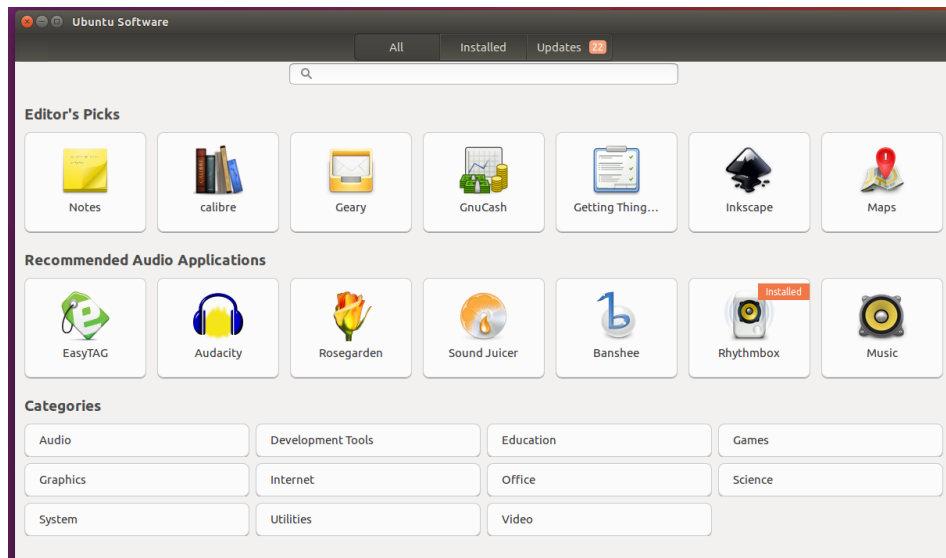 Ubuntu Software
All Installed Updates 22
Editor's Picks
Notes calibre Geary GnuCash Getting Thing... Inkscape Maps
Recommended Audio Applications
Installed
EasyTAG Audacity Rosegarden Sound Juicer Banshee Rhythmbox Music
Categories
Audio Development Tools Education Games
Graphics Internet Office Science
System Utilities Video